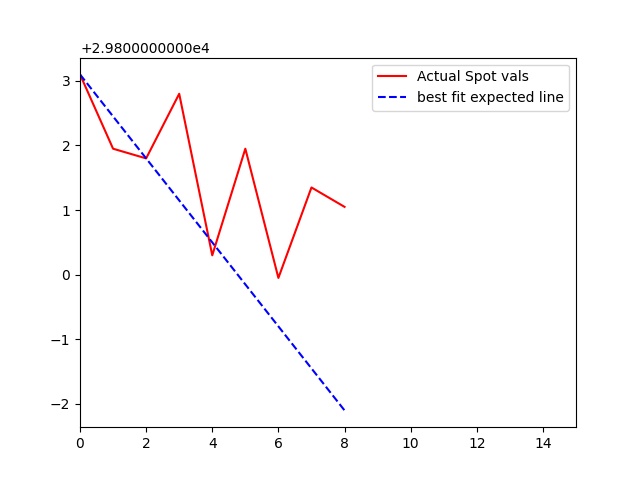 +2.9800000000e4
Actual Spot vals
best fit expected line
3
2
1
0
−1
−2
0 2 4 6 8 10 12 14